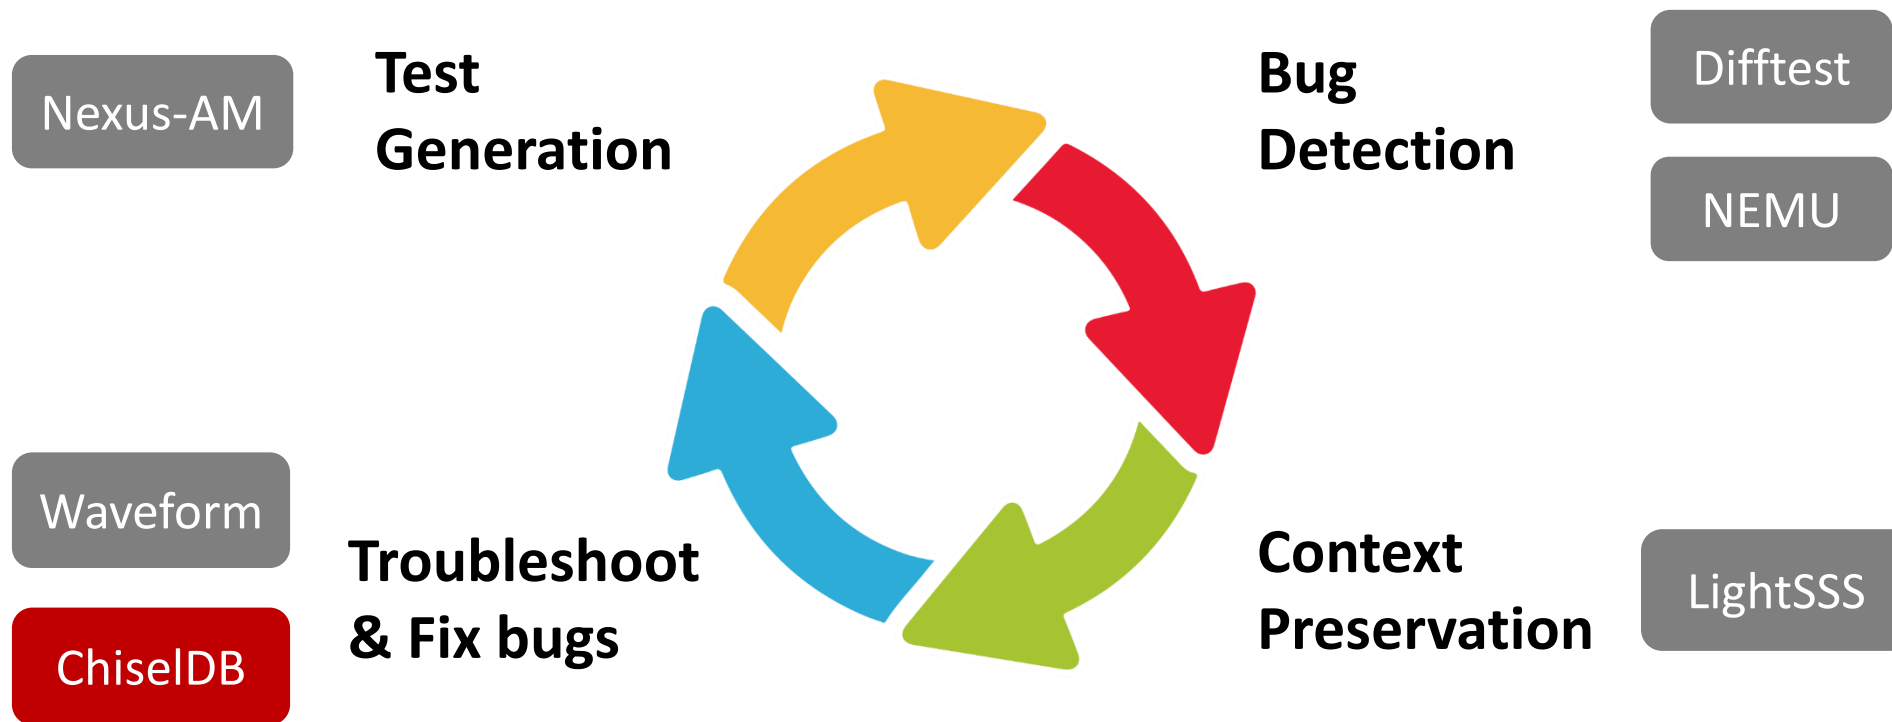 Nexus-AM
Test
Generation
Bug
Detection
Difftest
NEMU
Waveform
ChiselDB
Troubleshoot
& Fix bugs
Context
Preservation
LightSSS